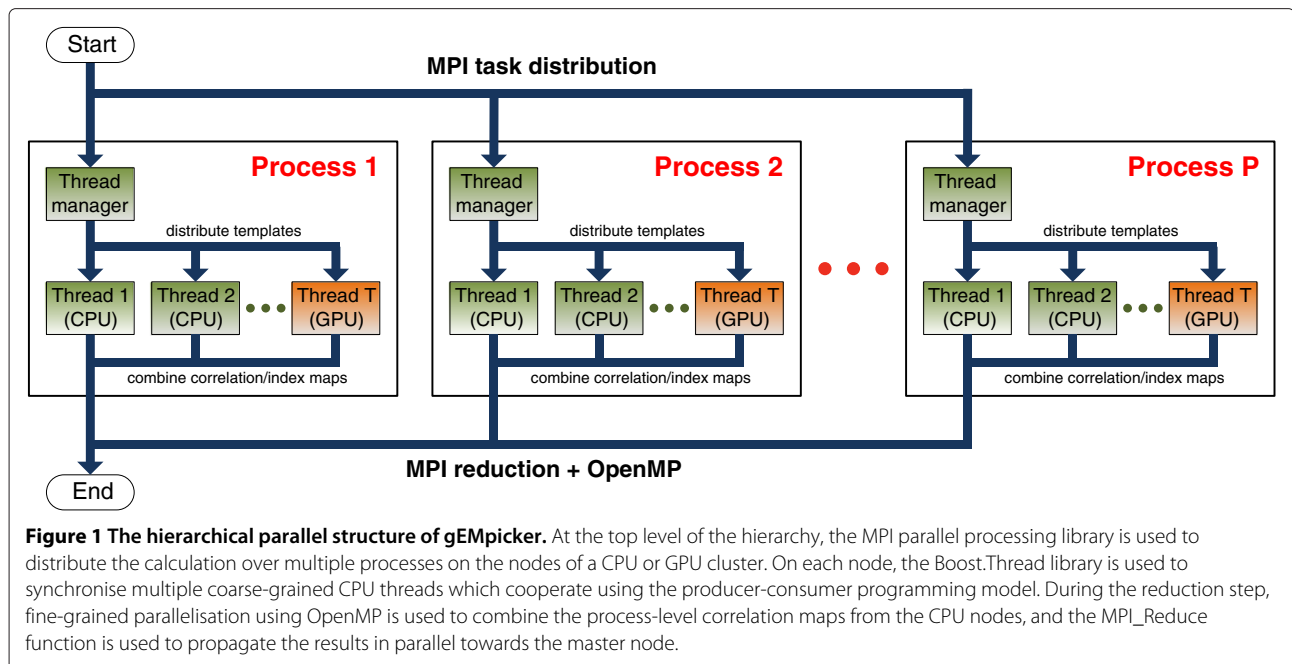 Start
MPI task distribution
Process 1
Process 2
Process P
Thread
manager
Thread
manager
Thread
manager
distribute templates
distribute templates
distribute templates
Thread 1
(CPU)
Thread 2
(CPU)
Thread T
(GPU)
Thread 1
(CPU)
Thread 2
(CPU)
Thread T
(GPU)
Thread 1
(CPU)
Thread 2
(CPU)
Thread T
(GPU)
combine correlation/index maps
combine correlation/index maps
combine correlation/index maps
MPI reduction + OpenMP
End
Figure 1 The hierarchical parallel structure of gEMpicker. At the top level of the hierarchy, the MPI parallel processing library is used to
distribute the calculation over multiple processes on the nodes of a CPU or GPU cluster. On each node, the Boost.Thread library is used to
synchronise multiple coarse-grained CPU threads which cooperate using the producer-consumer programming model. During the reduction step,
fine-grained parallelisation using OpenMP is used to combine the process-level correlation maps from the CPU nodes, and the MPI_Reduce
function is used to propagate the results in parallel towards the master node.